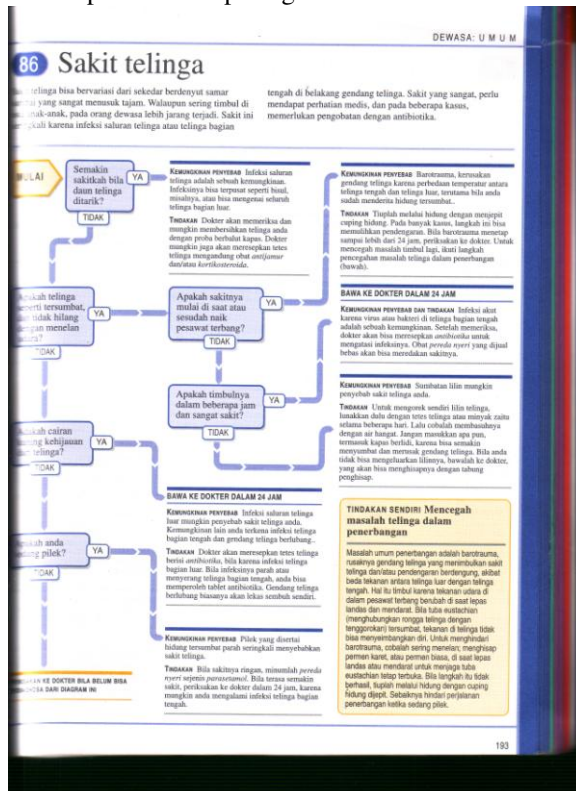 DEWASA: U M U M
86 Sakit telinga
telinga bisa bervariasi dari sekedar berdenyut samar
yang sangat menusuk tajam. Walaupun sering timbul di
anak-anak, pada orang dewasa lebih jarang terjadi. Sakit ini
kali karena infeksi saluran telinga atau telinga bagian
tengah di belakang gendang telinga. Sakit yang sangat, perlu
mendapat perhatian medis, dan pada beberapa kasus,
memerlukan pengobatan dengan antibiotika.
MULAI
Semakin
sakitkah bila
daun telinga
ditarik?
YA
TIDAK
KEMUNGKINAN PENYEBAB Infeksi saluran
telinga adalah sebuah kemungkinan.
Infeksinya bisa terpusat seperti bisul,
misalnya, atau bisa mengenai seluruh
telinga bagian luar.
TINDAKAN Dokter akan memeriksa dan
mungkin membersihkan telinga anda
dengan proba berbalut kapas. Dokter
mungkin juga akan meresepkan tetes
telinga mengandung obat antijamur
dan/atau kortikosteroida.
KEMUNGKINAN PENYEBAB Barotrauma, kerusakan
gendang telinga karena perbedaan temperatur antara
telinga tengah dan telinga luar, terutama bila anda
sudah menderita hidung tersumbat.
TINDAKAN Tiuplah melalui hidung dengan menjepit
cuping hidung. Pada banyak kasus, langkah ini bisa
memulihkan pendengaran. Bila barotrauma menetap
sampai lebih dari 24 jam, periksakan ke dokter. Untuk
mencegah masalah timbul lagi, ikuti langkah
pencegahan masalah telinga dalam penerbangan
(bawah).
Apakah telinga
seperti tersumbat,
tidak hilang
dengan menelan
YA
TIDAK
Apakah sakitnya
mulai di saat atau
sesudah naik
pesawat terbang?
YA
TIDAK
BAWA KE DOKTER DALAM 24 JAM
KEMUNGKINAN PENYEBAB DAN TINDAKAN Infeksi akut
karena virus atau bakteri di telinga bagian tengah
adalah sebuah kemungkinan. Setelah memeriksa,
dokter akan bisa meresepkan antibiotika untuk
mengatasi infeksinya. Obat pereda nyeri yang dijual
bebas akan bisa meredakan sakitnya.
Apakah timbulnya
dalam beberapa jam
dan sangat sakit?
YA
TIDAK
KEMUNGKINAN PENYEBAB Sumbatan lilin mungkin
penyebab sakit telinga anda.
TINDAKAN Untuk mengorek sendiri lilin telinga,
lunakkan dulu dengan tetes telinga atau minyak zaitu
selama beberapa hari. Lalu cobalah membasuhnya
dengan air hangat. Jangan masukkan apa pun,
termasuk kapas berlidi, karena bisa semakin
menyumbat dan merusak gendang telinga. Bila anda
tidak bisa mengeluarkan lilinnya, bawalah ke dokter,
yang akan bisa menghisapnya dengan tabung
penghisap.
Apakah cairan
kuning kehijauan
telinga?
YA
TIDAK
BAWA KE DOKTER DALAM 24 JAM
KEMUNGKINAN PENYEBAB Infeksi saluran telinga
luar mungkin penyebab sakit telinga anda.
Kemungkinan lain anda terkena infeksi telinga
bagian tengah dan gendang telinga berlubang.
TINDAKAN Dokter akan meresepkan tetes telinga
berisi antibiotika, bila karena infeksi telinga
bagian luar. Bila infeksinya parah atau
menyerang telinga bagian tengah, anda bisa
memperoleh tablet antibiotika. Gendang telinga
berlubang biasanya akan lekas sembuh sendiri.
Apakah anda
sedang pilek?
YA
TIDAK
KEMUNGKINAN PENYEBAB Pilek yang disertai
hidung tersumbat parah seringkali menyebabkan
sakit telinga.
TINDAKAN Bila sakitnya ringan, minumlah pereda
nyeri sejenis parasetamol. Bila terasa semakin
sakit, periksakan ke dokter dalam 24 jam, karena
mungkin anda mengalami infeksi telinga bagian
tengah.
KE DOKTER BILA BELUM BISA
DARI DIAGRAM INI
TINDAKAN SENDIRI Mencegah
masalah telinga dalam
penerbangan
Masalah umum penerbangan adalah barotrauma,
rusaknya gendang telinga yang menimbulkan sakit
telinga dan/atau pendengaran berdengung, akibat
beda tekanan antara telinga luar dengan telinga
tengah. Hal itu timbul karena tekanan udara di
dalam pesawat terbang berubah di saat lepas
landas dan mendarat. Bila tuba eustachian
(menghubungkan rongga telinga dengan
tenggorokan) tersumbat, tekanan di telinga tidak
bisa menyeimbangkan diri. Untuk menghindari
barotrauma, cobalah sering menelan; menghisap
permen karet, atau permen biasa, di saat lepas
landas atau mendarat untuk menjaga tuba
eustachian tetap terbuka. Bila langkah itu tidak
berhasil, tiuplah melalui hidung dengan cuping
hidung dijepit. Sebaiknya hindari perjalanan
penerbangan ketika sedang pilek.
193